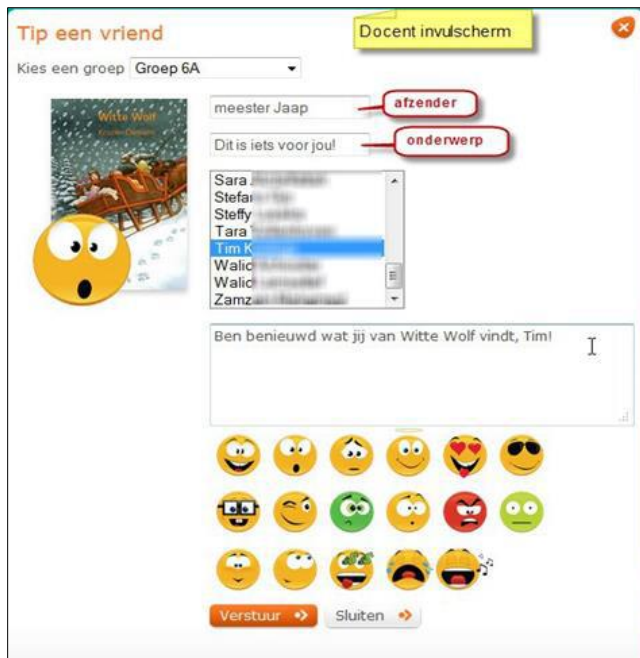 Tip een vriend
Docent invulscherm
Kies een groep Groep 6A
Witte Wolf
meester Jaap
afzender
Dit is iets voor jou!
onderwerp
Sara
Stefan
Steffy
Tara
Tim K
Walid
Walid
Ben benieuwd wat jij van Witte Wolf vindt, Tim!
Verstuur
Sluiten